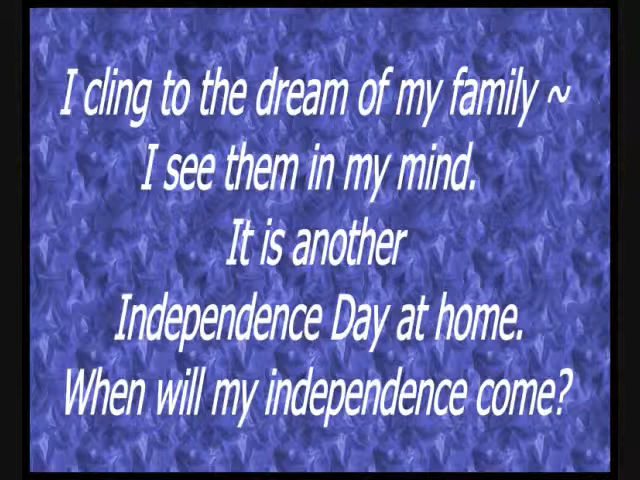 I cling to the dream of my family ~
I see them in my mind.
It is another
Independence Day at home.
When will my independence come?